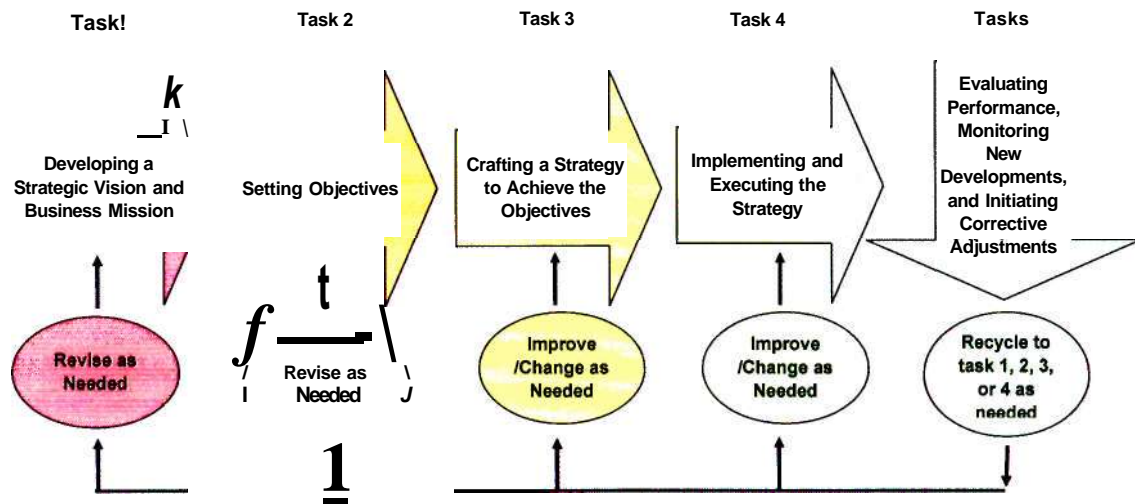 Task!
Task 2
Task 3
Task 4
Tasks
k
I \
Developing a
Strategic Vision and
Business Mission
Setting Objectives
Crafting a Strategy
to Achieve the
Objectives
Implementing and
Executing the
Strategy
Evaluating
Performance,
Monitoring
New
Developments,
and Initiating
Corrective
Adjustments
Revise as
Needed
f t \
Revise as
I Needed J
Improve
/Change as
Needed
Improve
/Change as
Needed
Recycle to
task 1, 2, 3,
or 4 as
needed
1